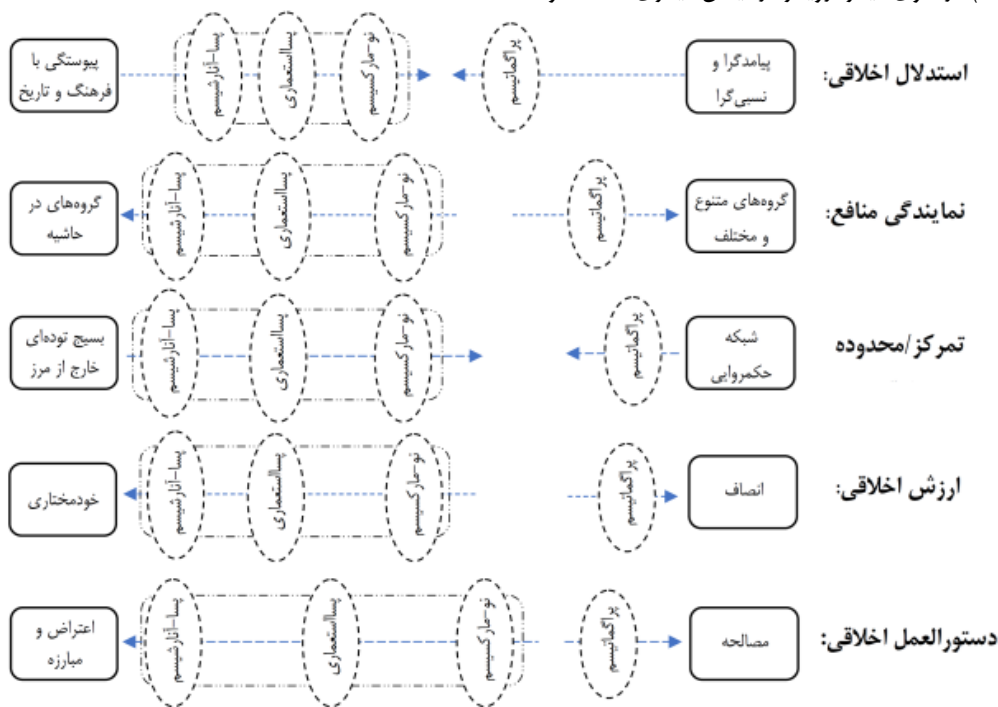 استدلال اخلاقی:
پیامدگرا و
نسبی‌گرا
پراگماتیسم
نو-مارکسیسم
پسااستعماری
پسا-آنارشیسم
پیوستگی با
فرهنگ و تاریخ
نمایندگی منافع:
گروه‌های متنوع
و مختلف
پراگماتیسم
نو-مارکسیسم
پسااستعماری
پسا-آنارشیسم
گروه‌های در
حاشیه
تمرکز/محدوده
شبکه
حکمروایی
پراگماتیسم
نو-مارکسیسم
پسااستعماری
پسا-آنارشیسم
بسیج توده‌ای
خارج از مرز
ارزش اخلاقی:
انصاف
پراگماتیسم
نو-مارکسیسم
پسااستعماری
پسا-آنارشیسم
خودمختاری
دستورالعمل اخلاقی:
مصالحه
پراگماتیسم
نو-مارکسیسم
پسااستعماری
پسا-آنارشیسم
اعتراض و
مبارزه